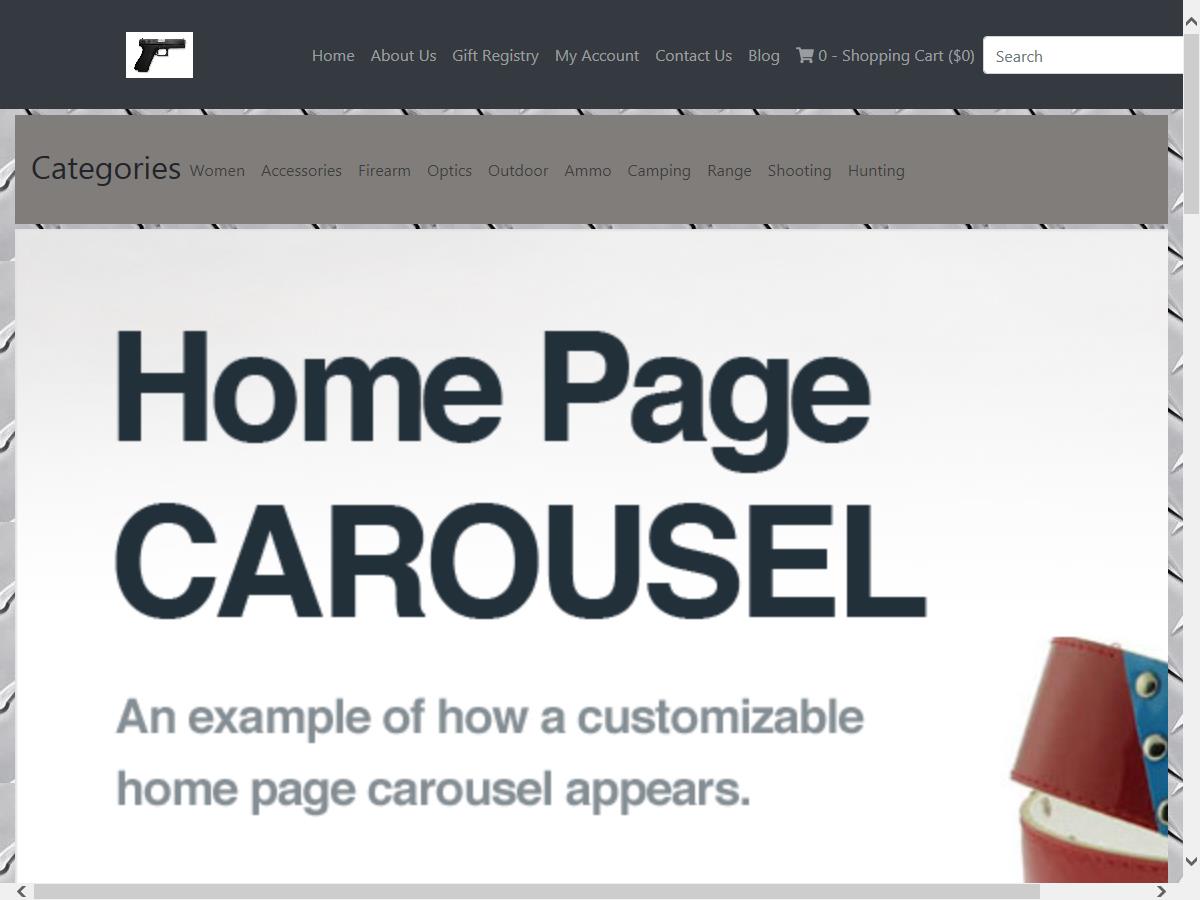 Home About Us Gift Registry My Account Contact Us Blog 0 - Shopping Cart ($0) Search
Categories Women Accessories Firearm Optics Outdoor Ammo Camping Range Shooting Hunting
Home Page
CAROUSEL
An example of how a customizable
home page carousel appears.